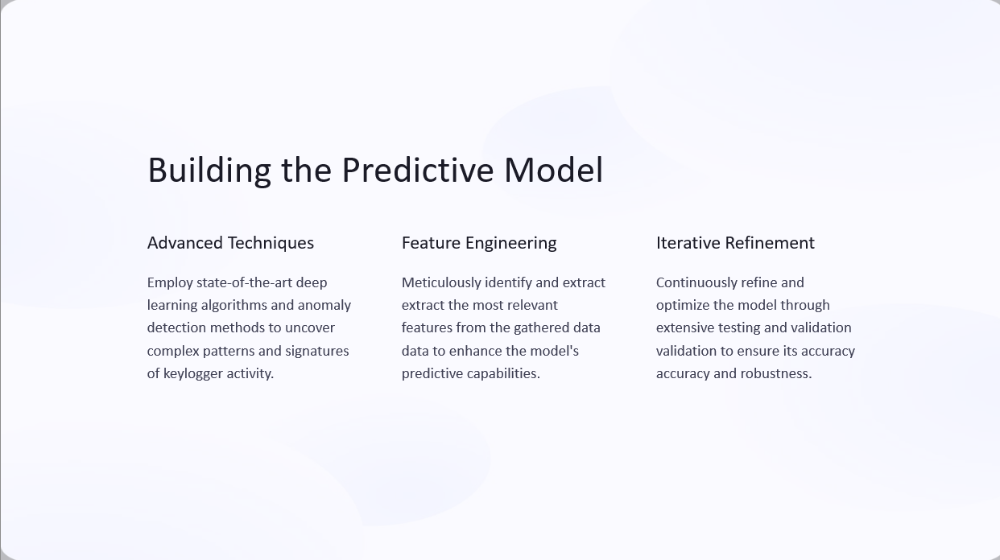 Building the Predictive Model
Advanced Techniques
Employ state-of-the-art deep
learning algorithms and anomaly
detection methods to uncover
complex patterns and signatures
of keylogger activity.
Feature Engineering
Meticulously identify and extract
extract the most relevant
features from the gathered data
data to enhance the model's
predictive capabilities.
Iterative Refinement
Continuously refine and
optimize the model through
extensive testing and validation
validation to ensure its accuracy
accuracy and robustness.